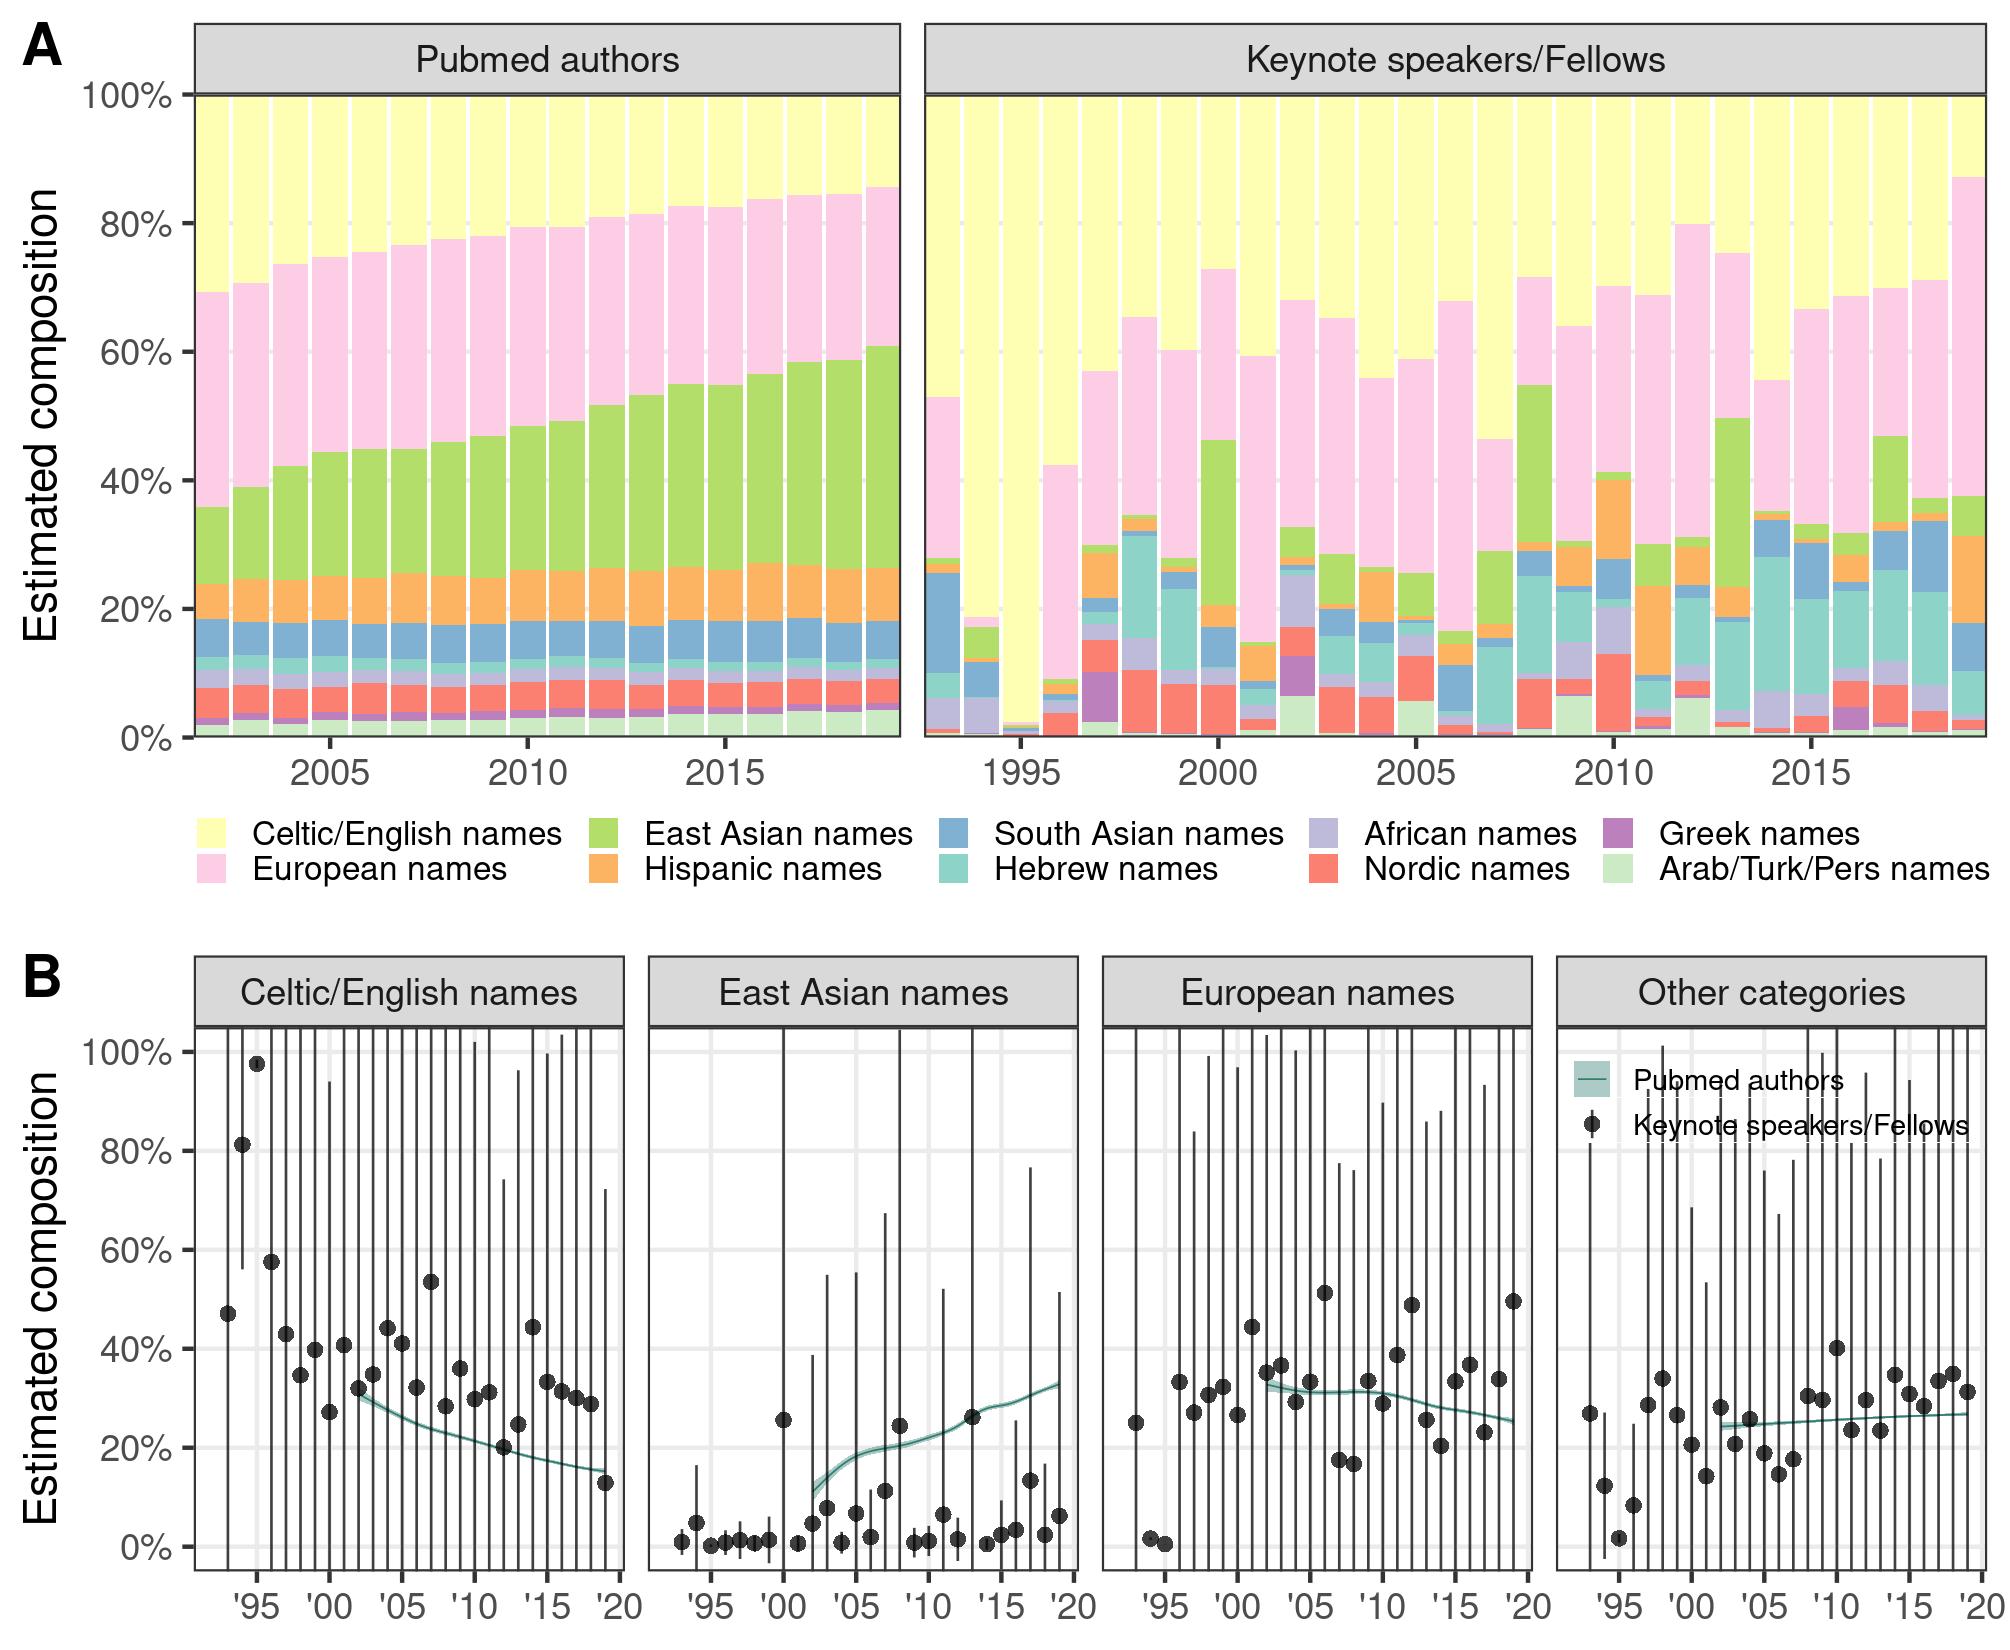 A
Pubmed authors
Keynote speakers/Fellows
Estimated composition
100%
80%
60%
40%
20%
0%
2005 2010 2015
1995 2000 2005 2010 2015
Celtic/English names East Asian names South Asian names African names Greek names
European names Hispanic names Hebrew names Nordic names Arab/Turk/Pers names
B
Celtic/English names
East Asian names
European names
Other categories
Estimated composition
100%
80%
60%
40%
20%
0%
Pubmed authors
Keynote speakers/Fellows
'95 '00 '05 '10 '15 '20
'95 '00 '05 '10 '15 '20
'95 '00 '05 '10 '15 '20
'95 '00 '05 '10 '15 '20